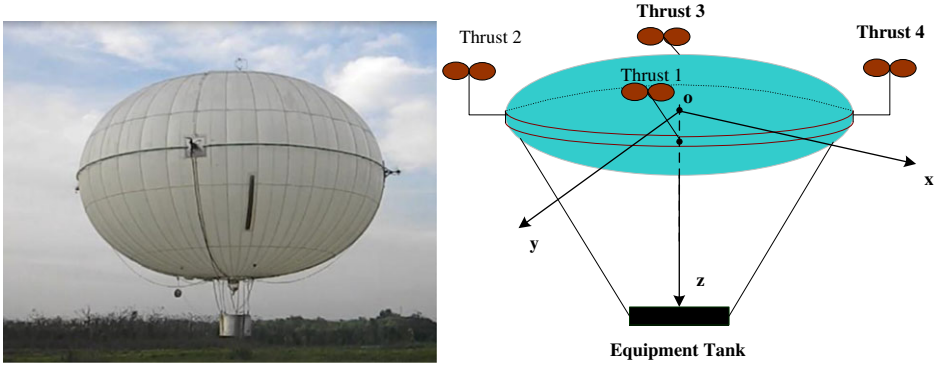 Thrust 3
Thrust 2
Thrust 4
Thrust 1
o
x
y
z
Equipment Tank